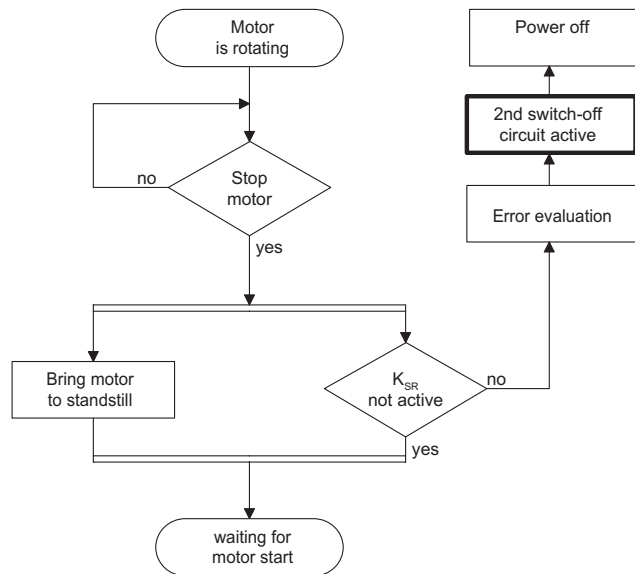 Motor
is rotating
Power off
2nd switch-off
circuit active
no
Stop
motor
Error evaluation
yes
Bring motor
to standstill
K_SR
not active
no
yes
waiting for
motor start